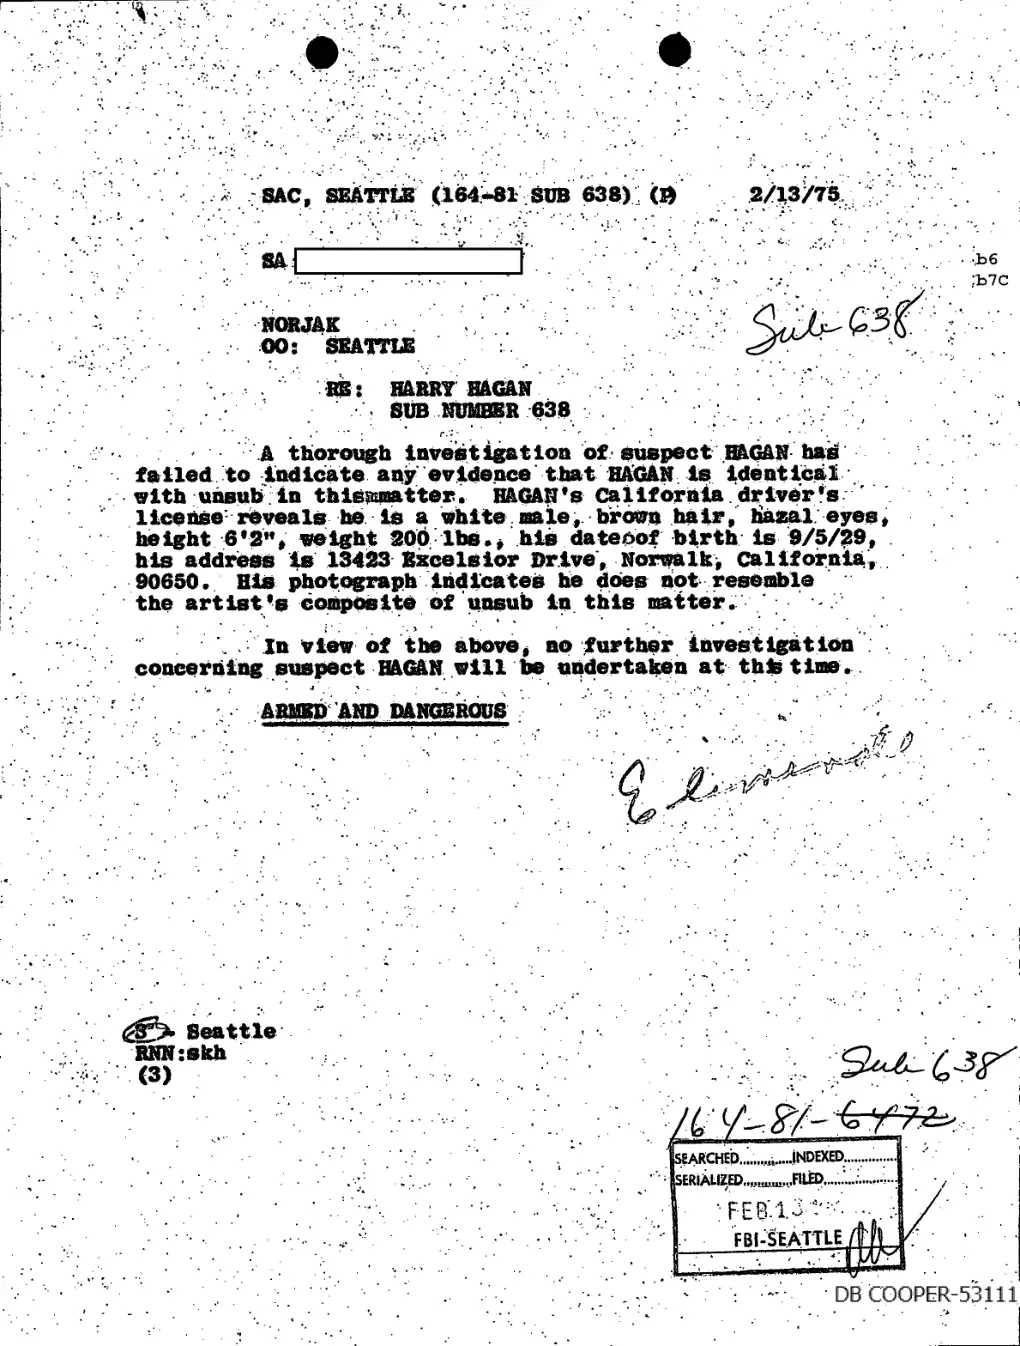 SAC, SEATTLE (164-81 SUB 638) (P) 2/13/75
SA
b6
b7C
Sub 638
NORJAK
OO: SEATTLE
RE: HARRY HAGAN
SUB NUMBER 638
A thorough investigation of suspect HAGAN has
failed to indicate any evidence that HAGAN is identical
with unsub in thismmatter. HAGAN's California driver's
license reveals he is a white male, brown hair, hazal eyes,
height 6'2", weight 200 lbs., his dateoof birth is 9/5/29,
his address is 13423 Excelsior Drive, Norwalk, California,
90650. His photograph indicates he does not resemble
the artist's composite of unsub in this matter.
In view of the above, no further investigation
concerning suspect HAGAN will be undertaken at this time.
ARMED AND DANGEROUS
Eliminated
3 - Seattle
RNN:skh
(3)
Sub 638
164-81-6472
SEARCHED..............INDEXED..............
SERIALIZED..............FILED..............
FEB 13
FBI-SEATTLE
DB COOPER-53111